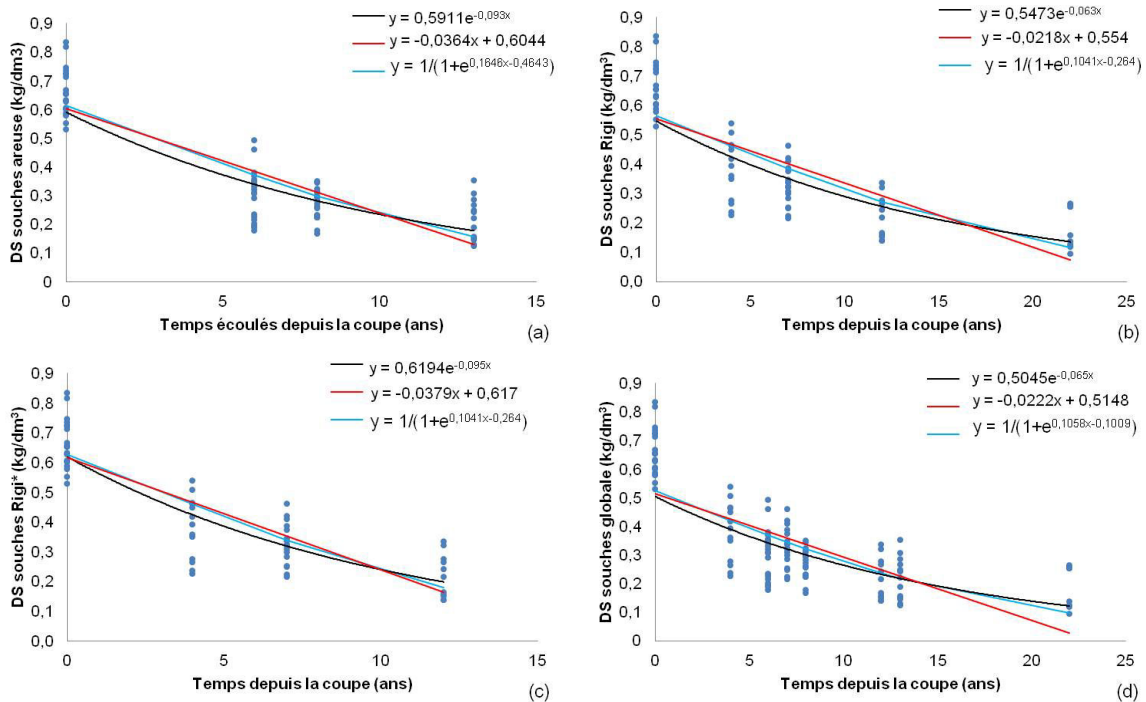 y = 0,5911e-0,093x
y = -0,0364x + 0,6044
y = 1/(1+e0,1646x-0,4643)
0,9
0,8
0,7
0,6
0,5
0,4
0,3
0,2
0,1
0
DS souches areuse (kg/dm3)
0
5
10
15
Temps écoulés depuis la coupe (ans)
(a)
y = 0,5473e-0,063x
y = -0,0218x + 0,554
y = 1/(1+e0,1041x-0,264)
0,9
0,8
0,7
0,6
0,5
0,4
0,3
0,2
0,1
0
DS souches Rigi (kg/dm³)
0
5
10
15
20
25
Temps depuis la coupe (ans)
(b)
y = 0,6194e-0,095x
y = -0,0379x + 0,617
y = 1/(1+e0,1041x-0,264)
0,9
0,8
0,7
0,6
0,5
0,4
0,3
0,2
0,1
0,0
DS souches Rigi* (kg/dm³)
0
5
10
15
Temps depuis la coupe (ans)
(c)
y = 0,5045e-0,065x
y = -0,0222x + 0,5148
y = 1/(1+e0,1058x-0,1009)
0,9
0,8
0,7
0,6
0,5
0,4
0,3
0,2
0,1
0
DS souches globale (kg/dm³)
0
5
10
15
20
25
Temps depuis la coupe (ans)
(d)